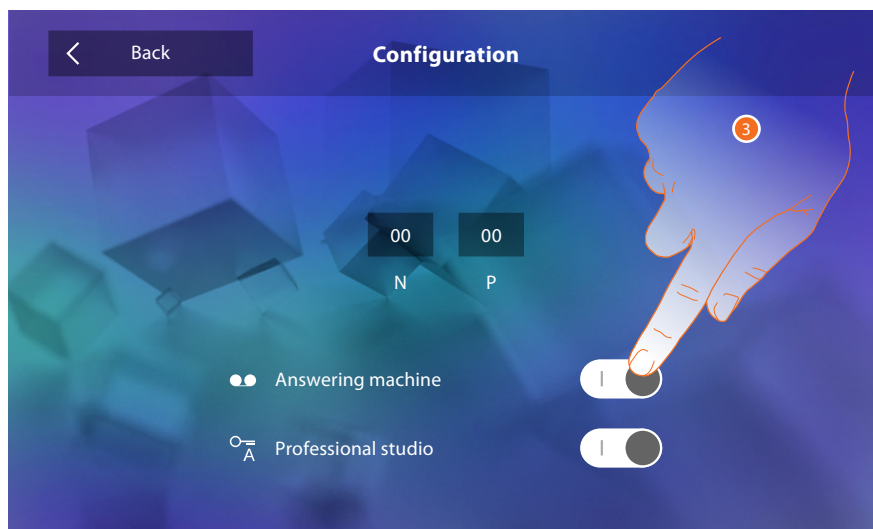 Back
Configuration
3
00 00
N P
Answering machine
A
Professional studio